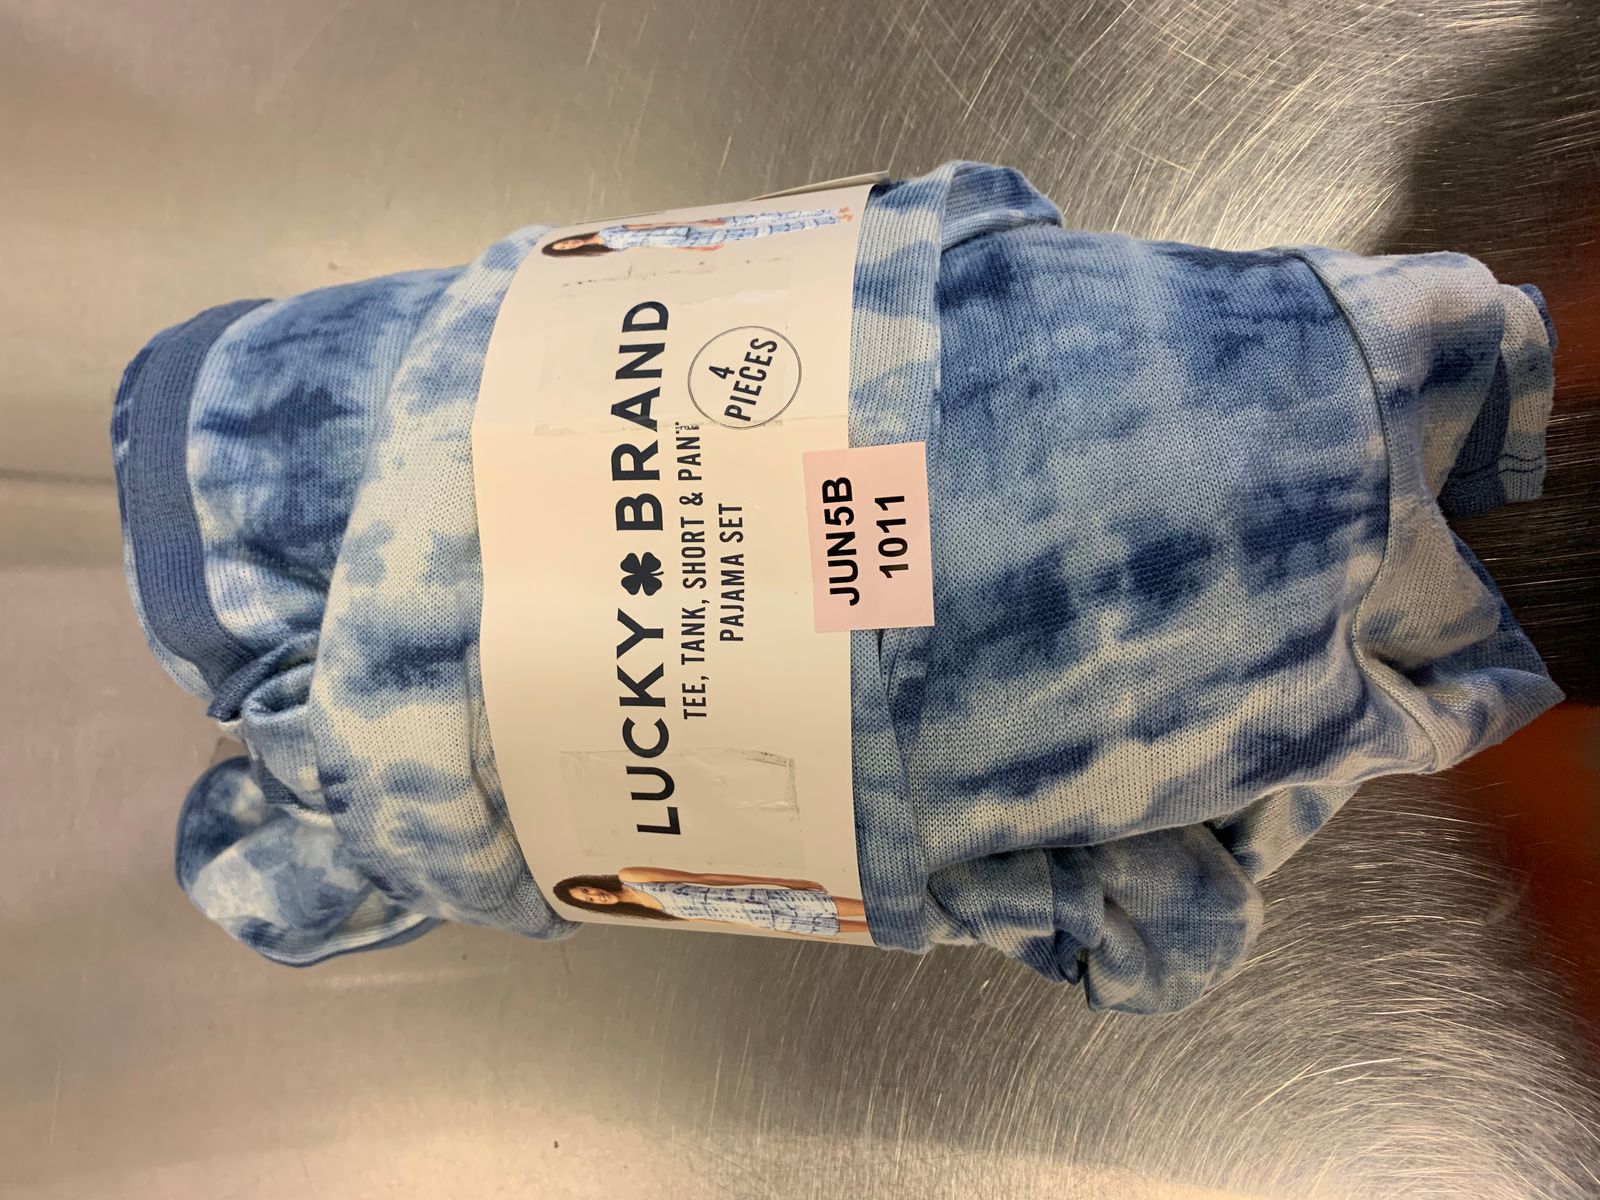 LUCKY BRAND
TEE, TANK, SHORT & PANT
PAJAMA SET
4
PIECES
JUN5B
1011